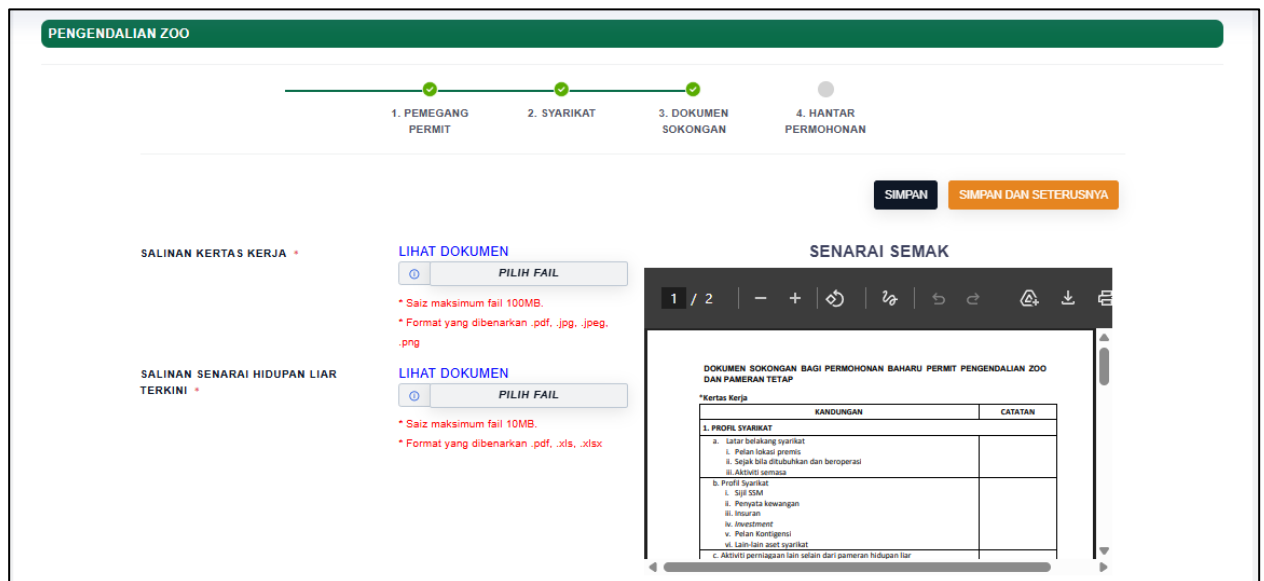 PENGENDALIAN ZOO
1. PEMEGANG
PERMIT
2. SYARIKAT
3. DOKUMEN
SOKONGAN
4. HANTAR
PERMOHONAN
SIMPAN
SIMPAN DAN SETERUSNYA
SALINAN KERTAS KERJA *
LIHAT DOKUMEN
PILIH FAIL
* Saiz maksimum fail 100MB.
* Format yang dibenarkan .pdf, .jpg, .jpeg,
.png
SALINAN SENARAI HIDUPAN LIAR
TERKINI *
LIHAT DOKUMEN
PILIH FAIL
* Saiz maksimum fail 10MB.
* Format yang dibenarkan .pdf, .xls, .xlsx
SENARAI SEMAK
1 / 2
DOKUMEN SOKONGAN BAGI PERMOHONAN BAHARU PERMIT PENGENDALIAN ZOO
DAN PAMERAN TETAP
*Kertas Kerja
KANDUNGAN CATATAN
1. PROFIL SYARIKAT
a. Latar belakang syarikat
i. Pelan lokasi premis
ii. Sejak bila ditubuhkan dan beroperasi
iii. Aktiviti semasa
b. Profil Syarikat
i. Sijil SSM
ii. Penyata kewangan
iii. Insuran
iv. Investment
v. Pelan Kontigensi
vi. Lain-lain aset syarikat
c. Aktiviti perniagaan lain selain dari pameran hidupan liar